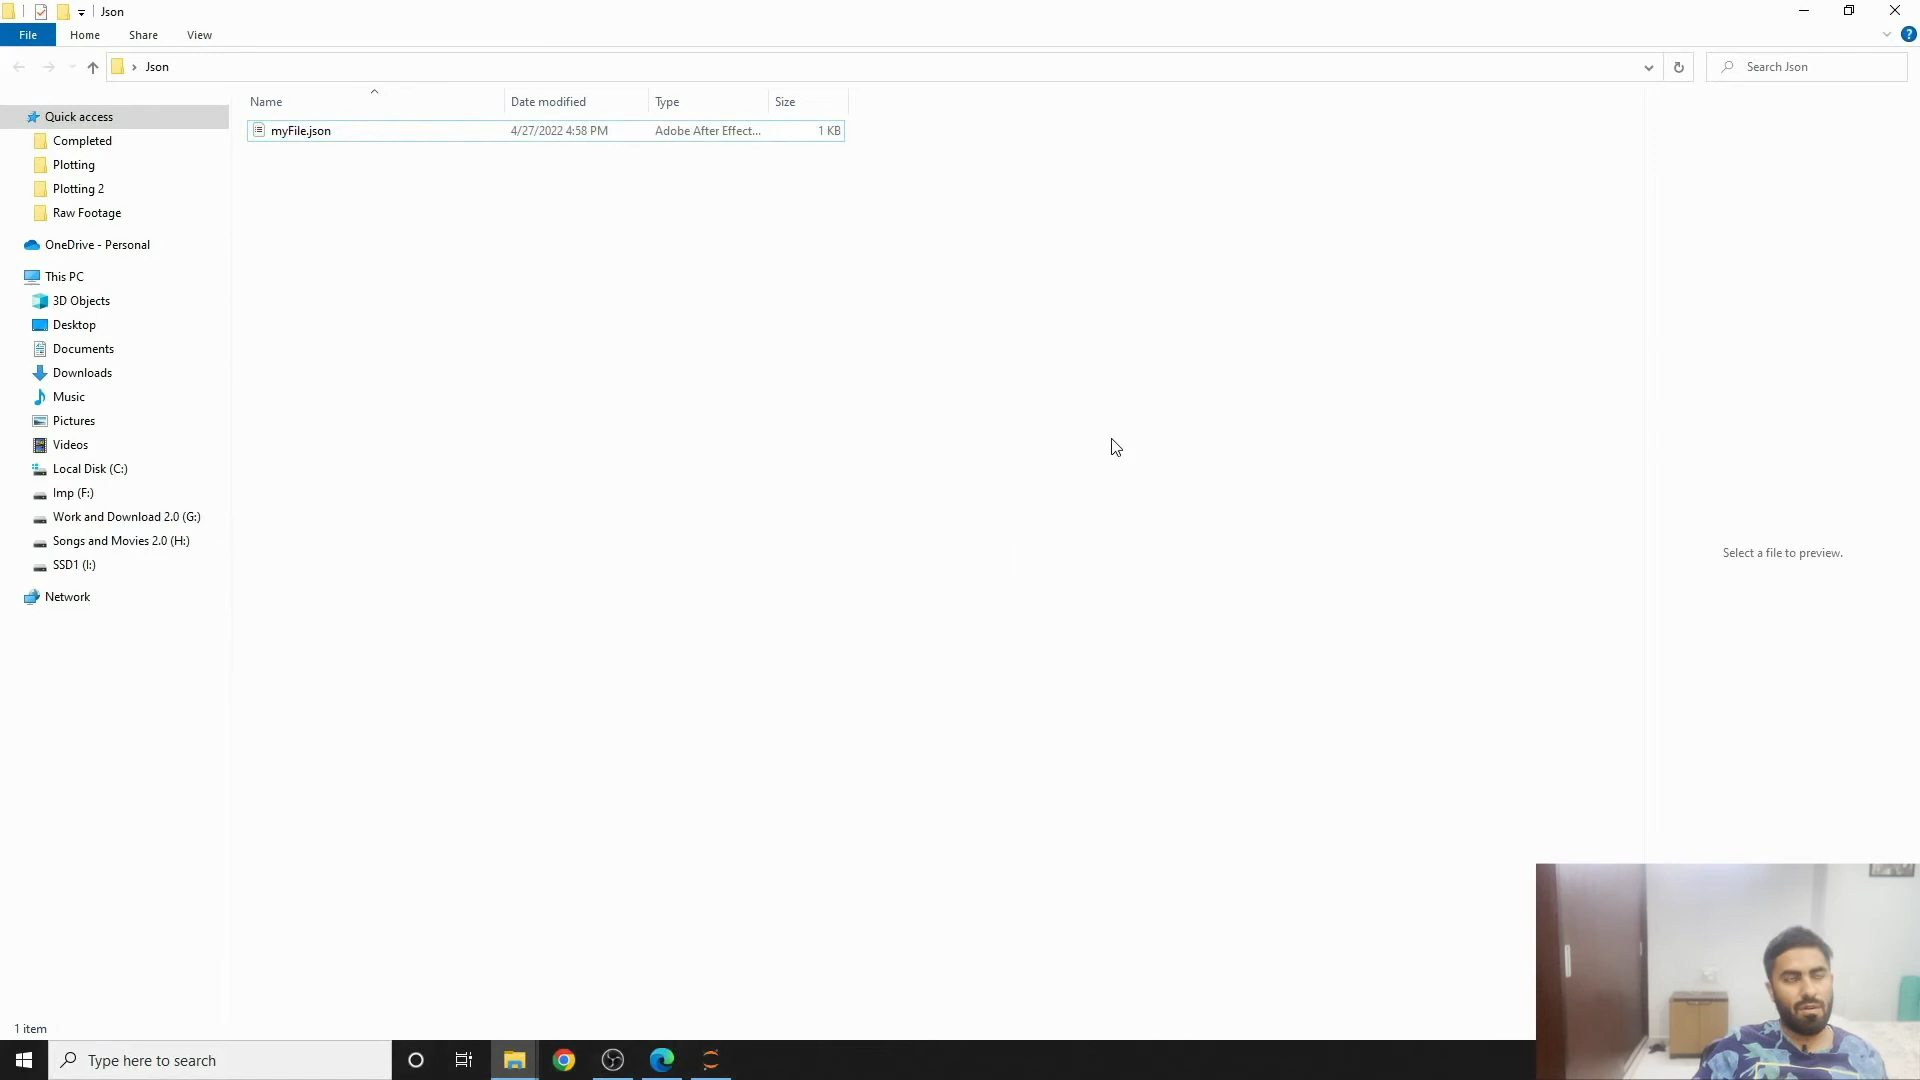 Json
File Home Share View
Json
Search Json
Name Date modified Type Size
myFile.json 4/27/2022 4:58 PM Adobe After Effect... 1 KB
Quick access
Completed
Plotting
Plotting 2
Raw Footage
OneDrive - Personal
This PC
3D Objects
Desktop
Documents
Downloads
Music
Pictures
Videos
Local Disk (C:)
Imp (F:)
Work and Download 2.0 (G:)
Songs and Movies 2.0 (H:)
SSD1 (I:)
Network
Select a file to preview.
1 item
Type here to search